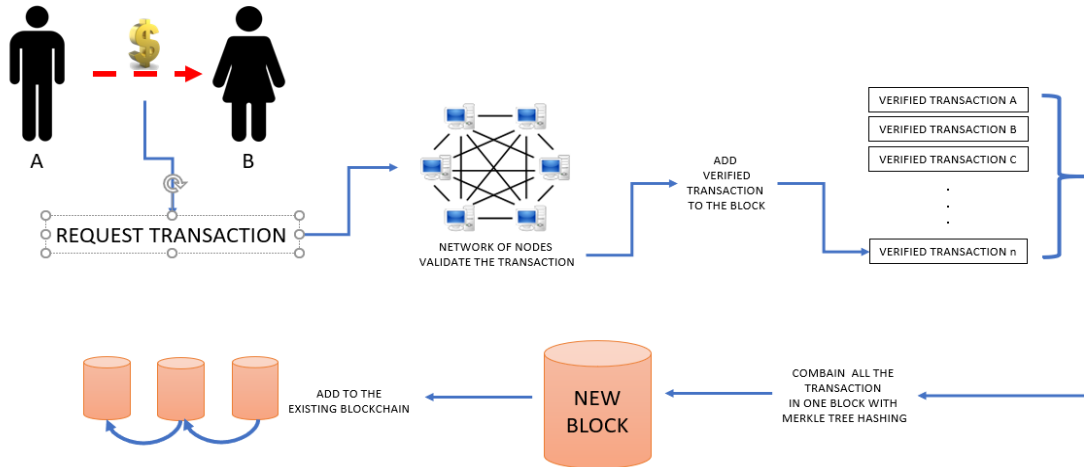 $
A
B
REQUEST TRANSACTION
NETWORK OF NODES
VALIDATE THE TRANSACTION
ADD
VERIFIED
TRANSACTION
TO THE BLOCK
VERIFIED TRANSACTION A
VERIFIED TRANSACTION B
VERIFIED TRANSACTION C
.
.
.
VERIFIED TRANSACTION n
COMBAIN ALL THE
TRANSACTION
IN ONE BLOCK WITH
MERKLE TREE HASHING
NEW
BLOCK
ADD TO THE
EXISTING BLOCKCHAIN